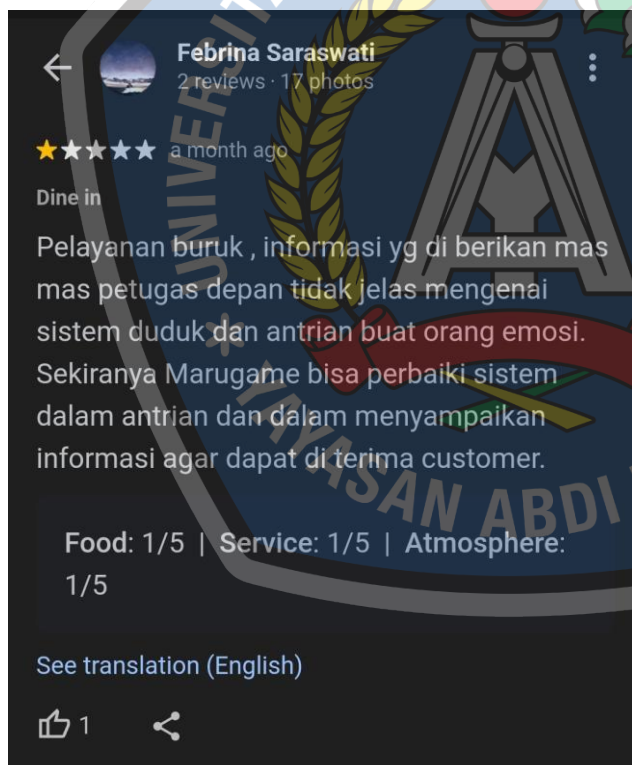 Febrina Saraswati
2 reviews · 17 photos
a month ago
Dine in
Pelayanan buruk , informasi yg di berikan mas
mas petugas depan tidak jelas mengenai
sistem duduk dan antrian buat orang emosi.
Sekiranya Marugame bisa perbaiki sistem
dalam antrian dan dalam menyampaikan
informasi agar dapat di terima customer.
Food: 1/5 | Service: 1/5 | Atmosphere:
1/5
See translation (English)
1
YAYASAN ABDI